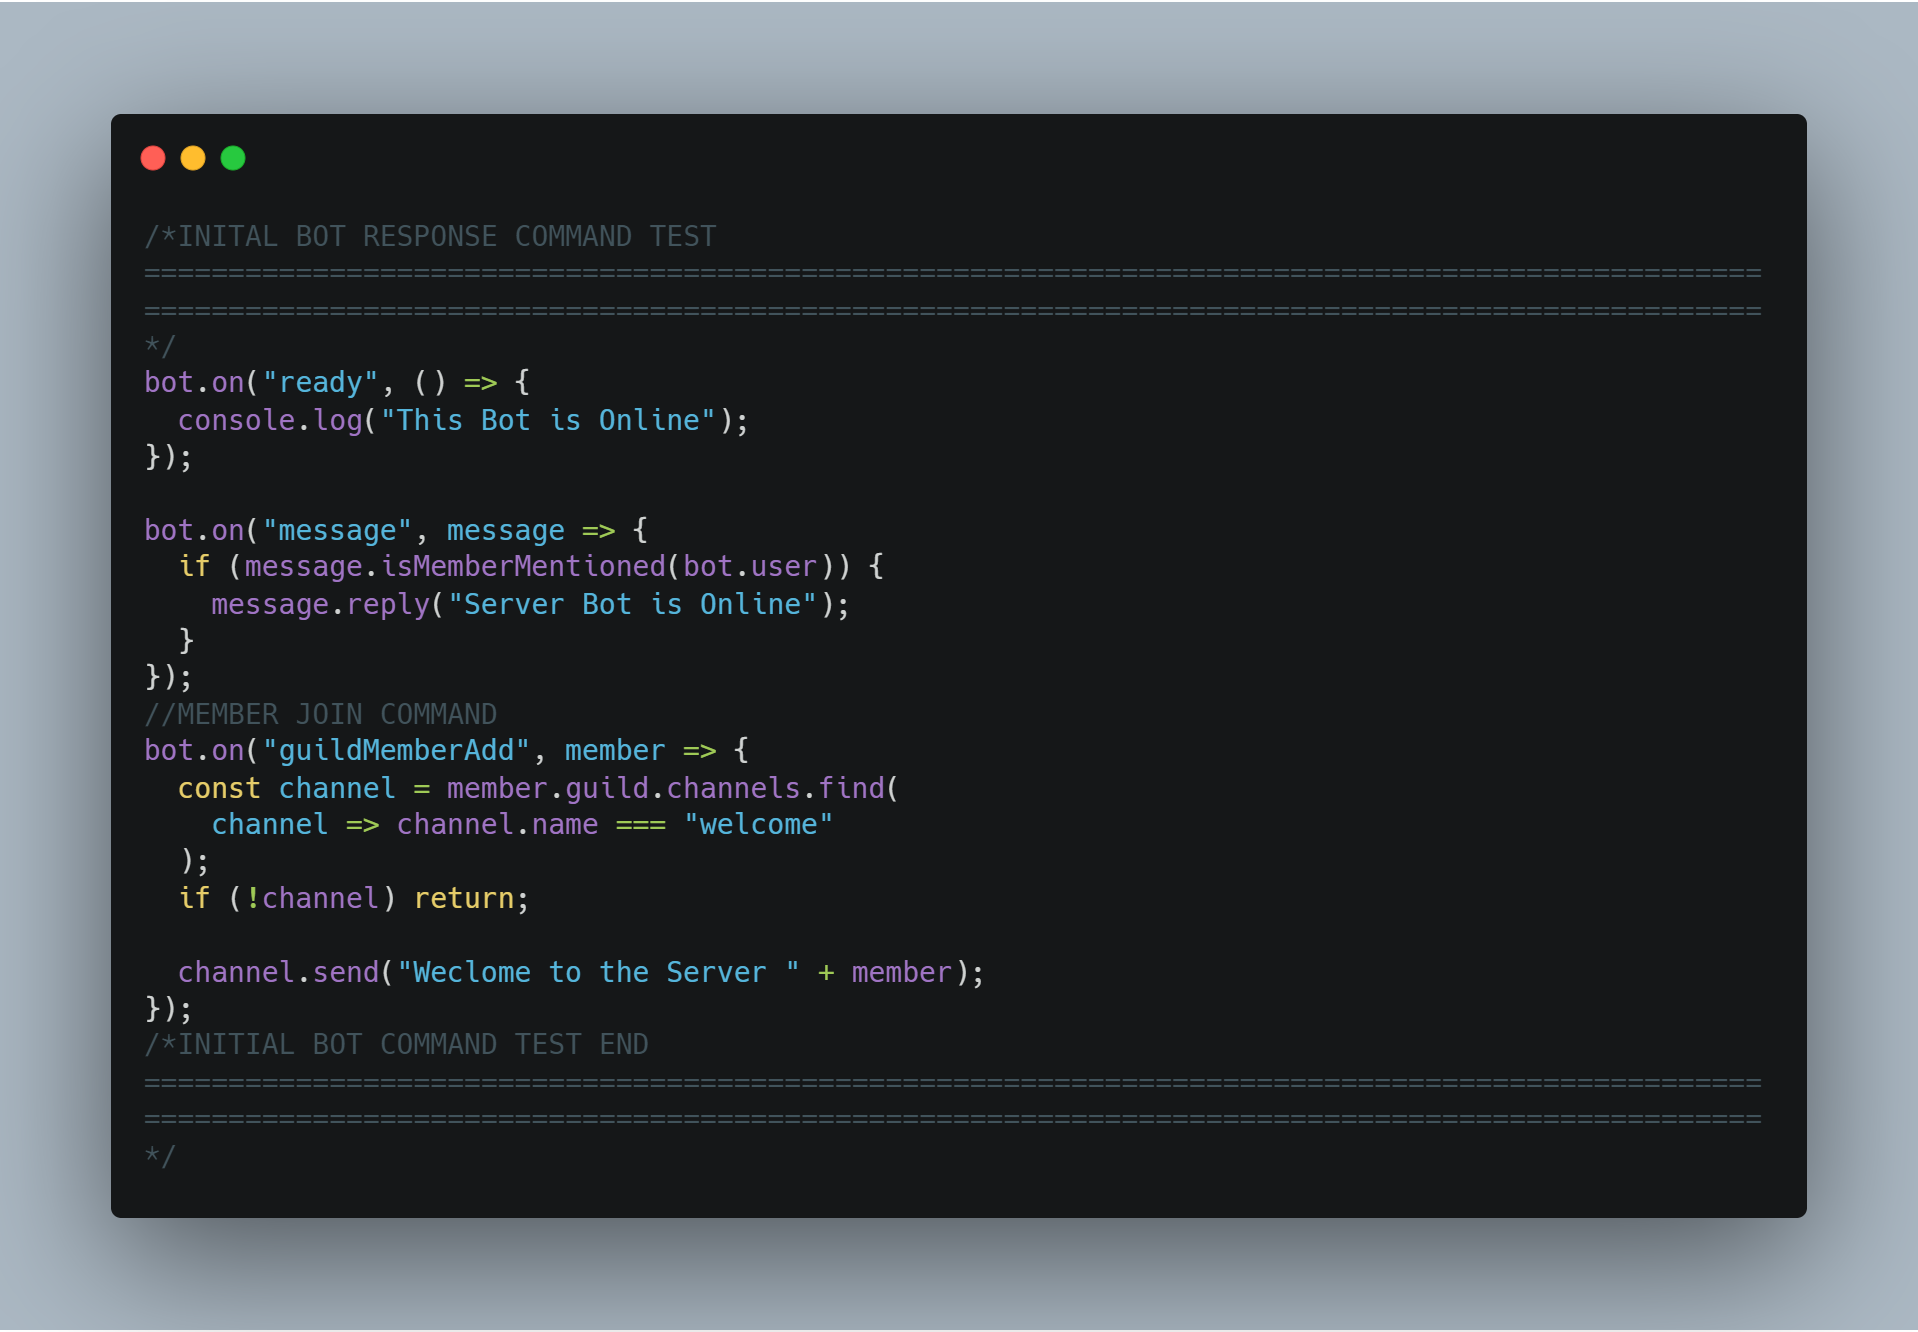 /*INITAL BOT RESPONSE COMMAND TEST
================================================================================================
================================================================================================
*/
bot.on("ready", () => {
  console.log("This Bot is Online");
});

bot.on("message", message => {
  if (message.isMemberMentioned(bot.user)) {
    message.reply("Server Bot is Online");
  }
});
//MEMBER JOIN COMMAND
bot.on("guildMemberAdd", member => {
  const channel = member.guild.channels.find(
    channel => channel.name === "welcome"
  );
  if (!channel) return;

  channel.send("Weclome to the Server " + member);
});
/*INITIAL BOT COMMAND TEST END
================================================================================================
================================================================================================
*/